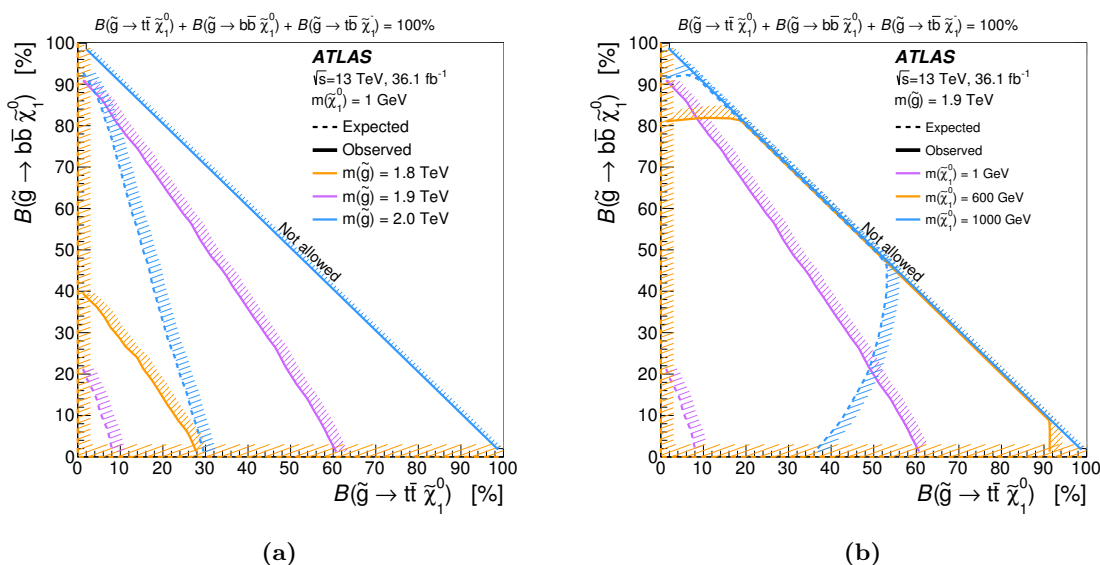 B(g̃ → tt̄ χ̃₁⁰) + B(g̃ → bb̄ χ̃₁⁰) + B(g̃ → tb̄ χ̃₁⁻) = 100%
B(g̃ → bb̄ χ̃₁⁰) [%]
100
90
80
70
60
50
40
30
20
10
0
ATLAS
√s=13 TeV, 36.1 fb⁻¹
m(χ̃₁⁰) = 1 GeV
Expected
Observed
m(g̃) = 1.8 TeV
m(g̃) = 1.9 TeV
m(g̃) = 2.0 TeV
Not allowed
0 10 20 30 40 50 60 70 80 90 100
B(g̃ → tt̄ χ̃₁⁰) [%]
(a)
B(g̃ → tt̄ χ̃₁⁰) + B(g̃ → bb̄ χ̃₁⁰) + B(g̃ → tb̄ χ̃₁⁻) = 100%
B(g̃ → bb̄ χ̃₁⁰) [%]
100
90
80
70
60
50
40
30
20
10
0
ATLAS
√s=13 TeV, 36.1 fb⁻¹
m(g̃) = 1.9 TeV
Expected
Observed
m(χ̃₁⁰) = 1 GeV
m(χ̃₁⁰) = 600 GeV
m(χ̃₁⁰) = 1000 GeV
Not allowed
0 10 20 30 40 50 60 70 80 90 100
B(g̃ → tt̄ χ̃₁⁰) [%]
(b)